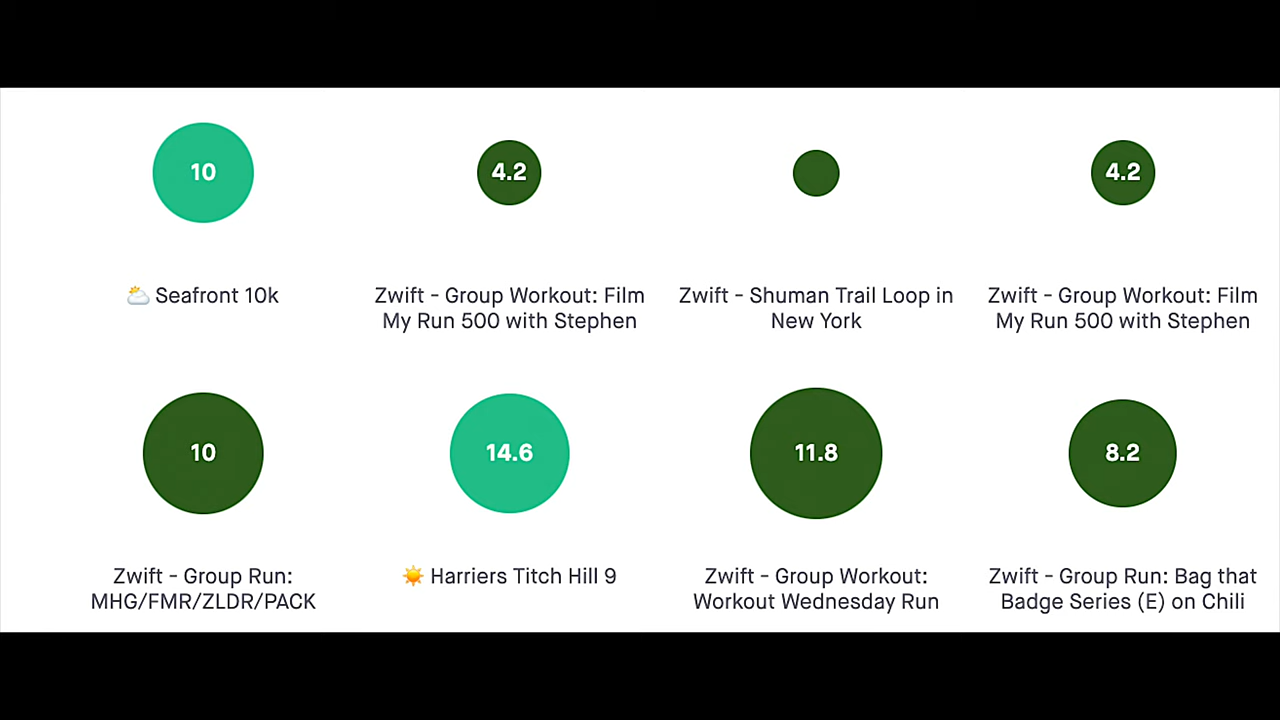 10
4.2
4.2
⛅ Seafront 10k
Zwift - Group Workout: Film
My Run 500 with Stephen
Zwift - Shuman Trail Loop in
New York
Zwift - Group Workout: Film
My Run 500 with Stephen
10
14.6
11.8
8.2
Zwift - Group Run:
MHG/FMR/ZLDR/PACK
☀️ Harriers Titch Hill 9
Zwift - Group Workout:
Workout Wednesday Run
Zwift - Group Run: Bag that
Badge Series (E) on Chili